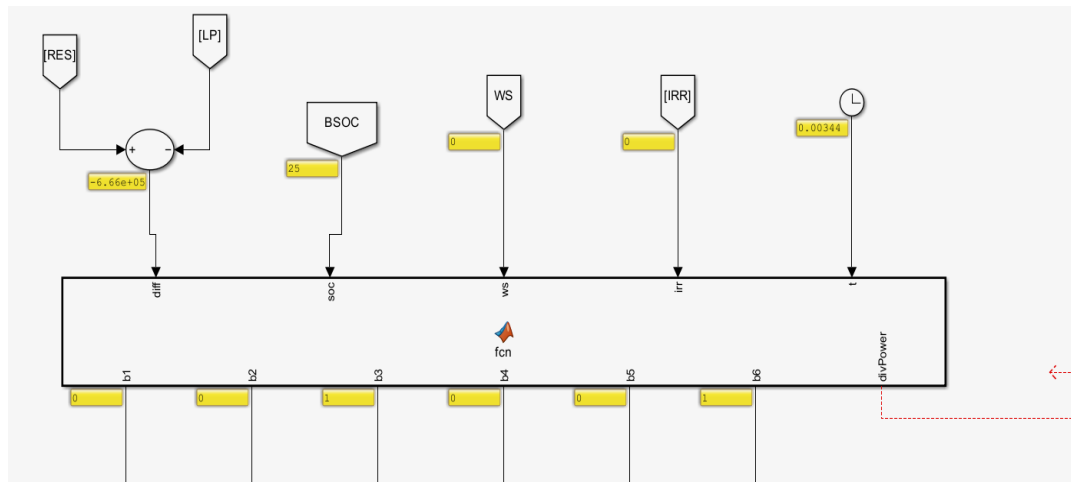 [RES]
[LP]
BSOC
WS
[IRR]
+
−
-6.66e+05
25
0
0
0.00344
diff
soc
ws
irr
t
fcn
b1
b2
b3
b4
b5
b6
divPower
0
0
1
0
0
1